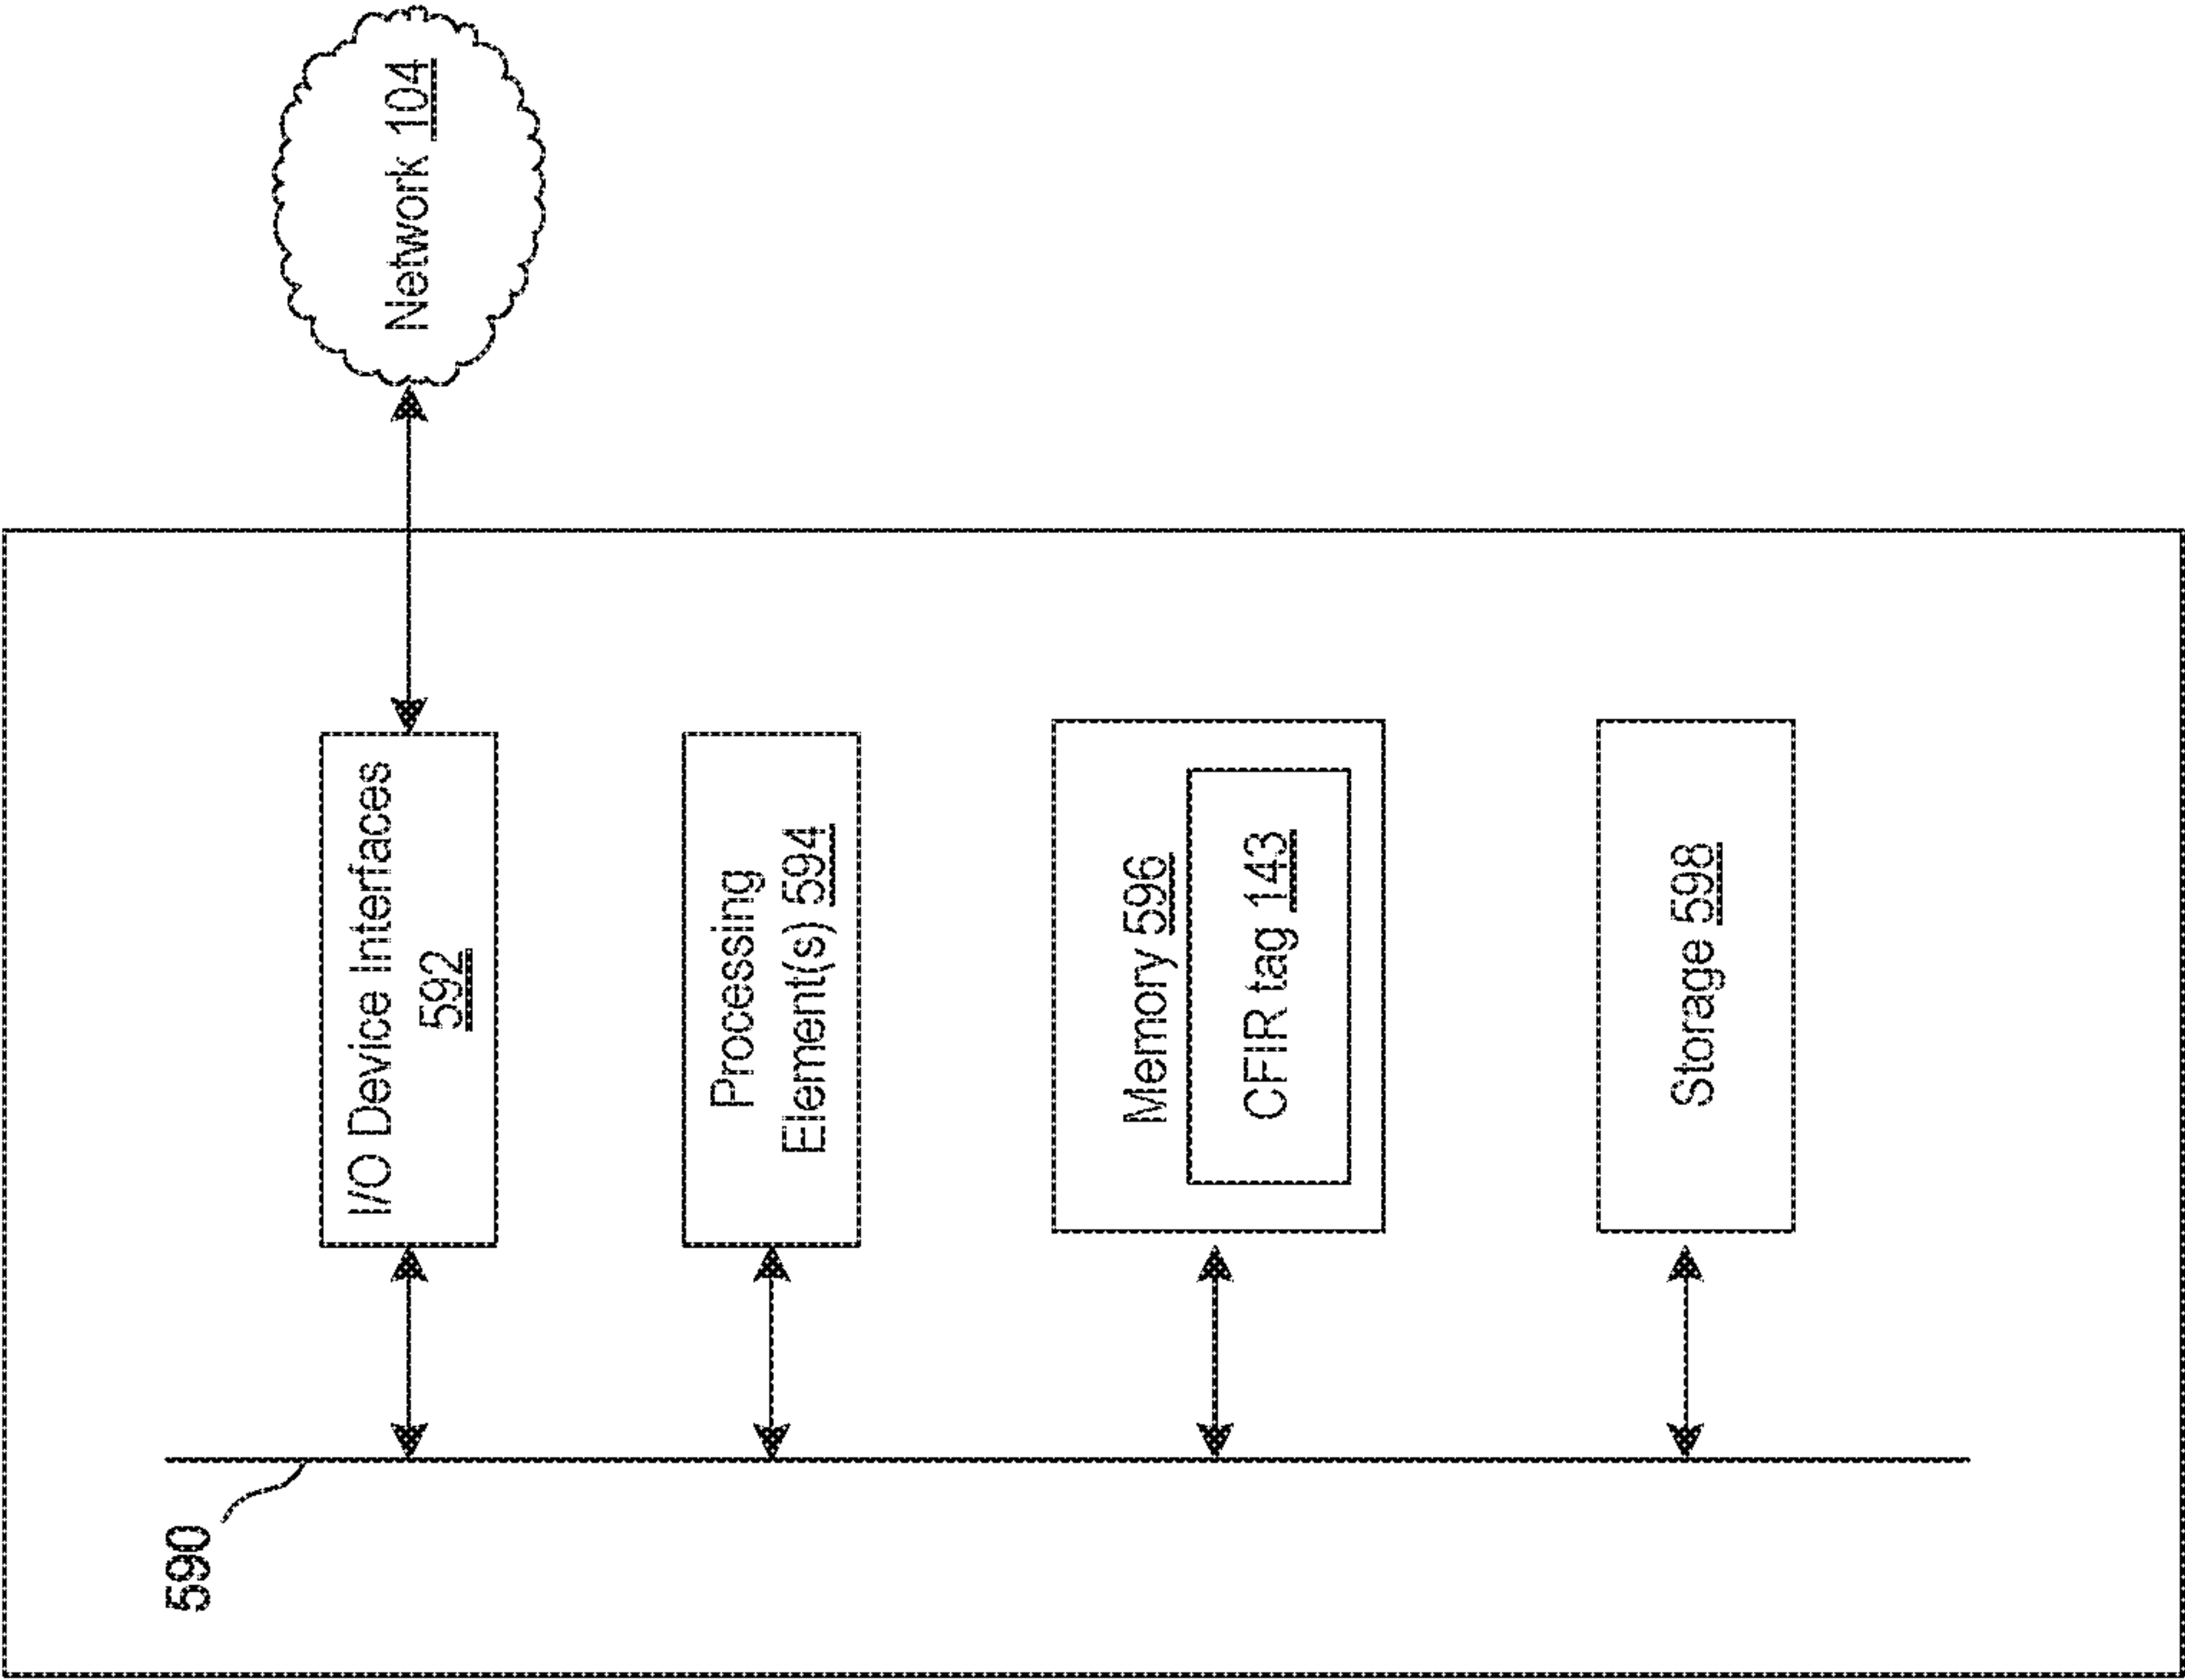 Network 104
I/O Device Interfaces
592
Processing
Element(s) 594
Memory 596
CFIR tag 143
Storage 598
590